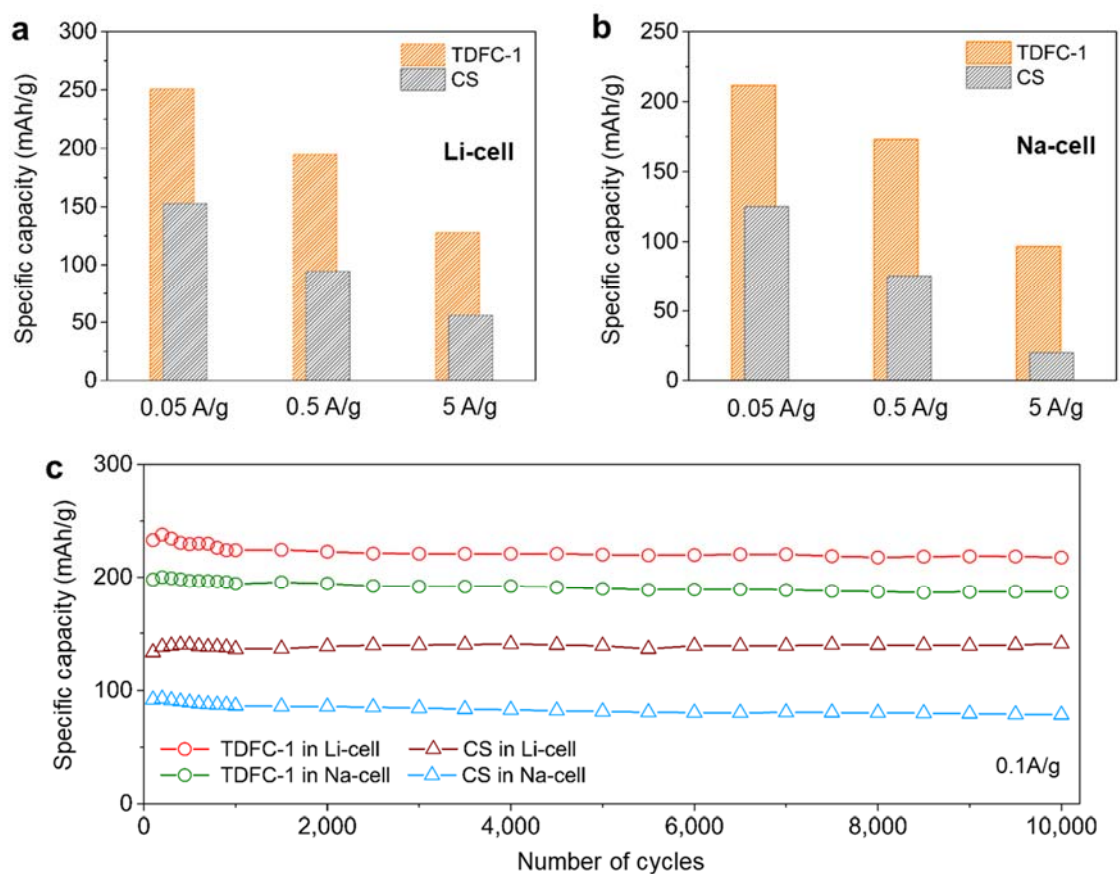 a
300
250
200
150
100
50
0
Specific capacity (mAh/g)
TDFC-1
CS
Li-cell
0.05 A/g 0.5 A/g 5 A/g
b
250
200
150
100
50
0
Specific capacity (mAh/g)
TDFC-1
CS
Na-cell
0.05 A/g 0.5 A/g 5 A/g
c
300
200
100
0
Specific capacity (mAh/g)
TDFC-1 in Li-cell CS in Li-cell
TDFC-1 in Na-cell CS in Na-cell
0.1A/g
0 2,000 4,000 6,000 8,000 10,000
Number of cycles